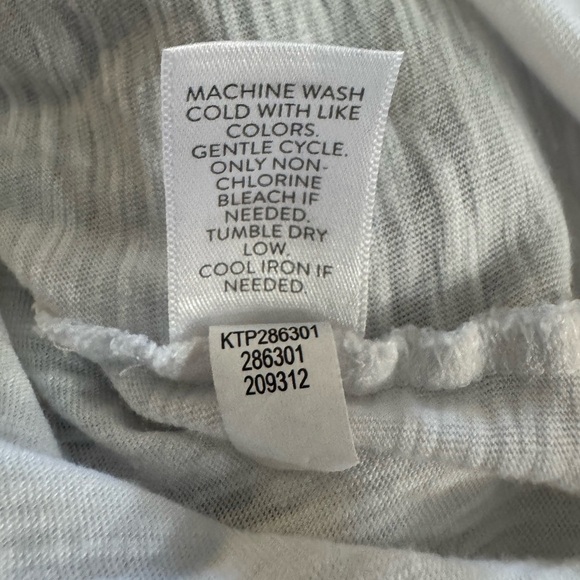 MACHINE WASH
COLD WITH LIKE
COLORS.
GENTLE CYCLE.
ONLY NON-
CHLORINE
BLEACH IF
NEEDED.
TUMBLE DRY
LOW.
COOL IRON IF
NEEDED.
KTP286301
286301
209312